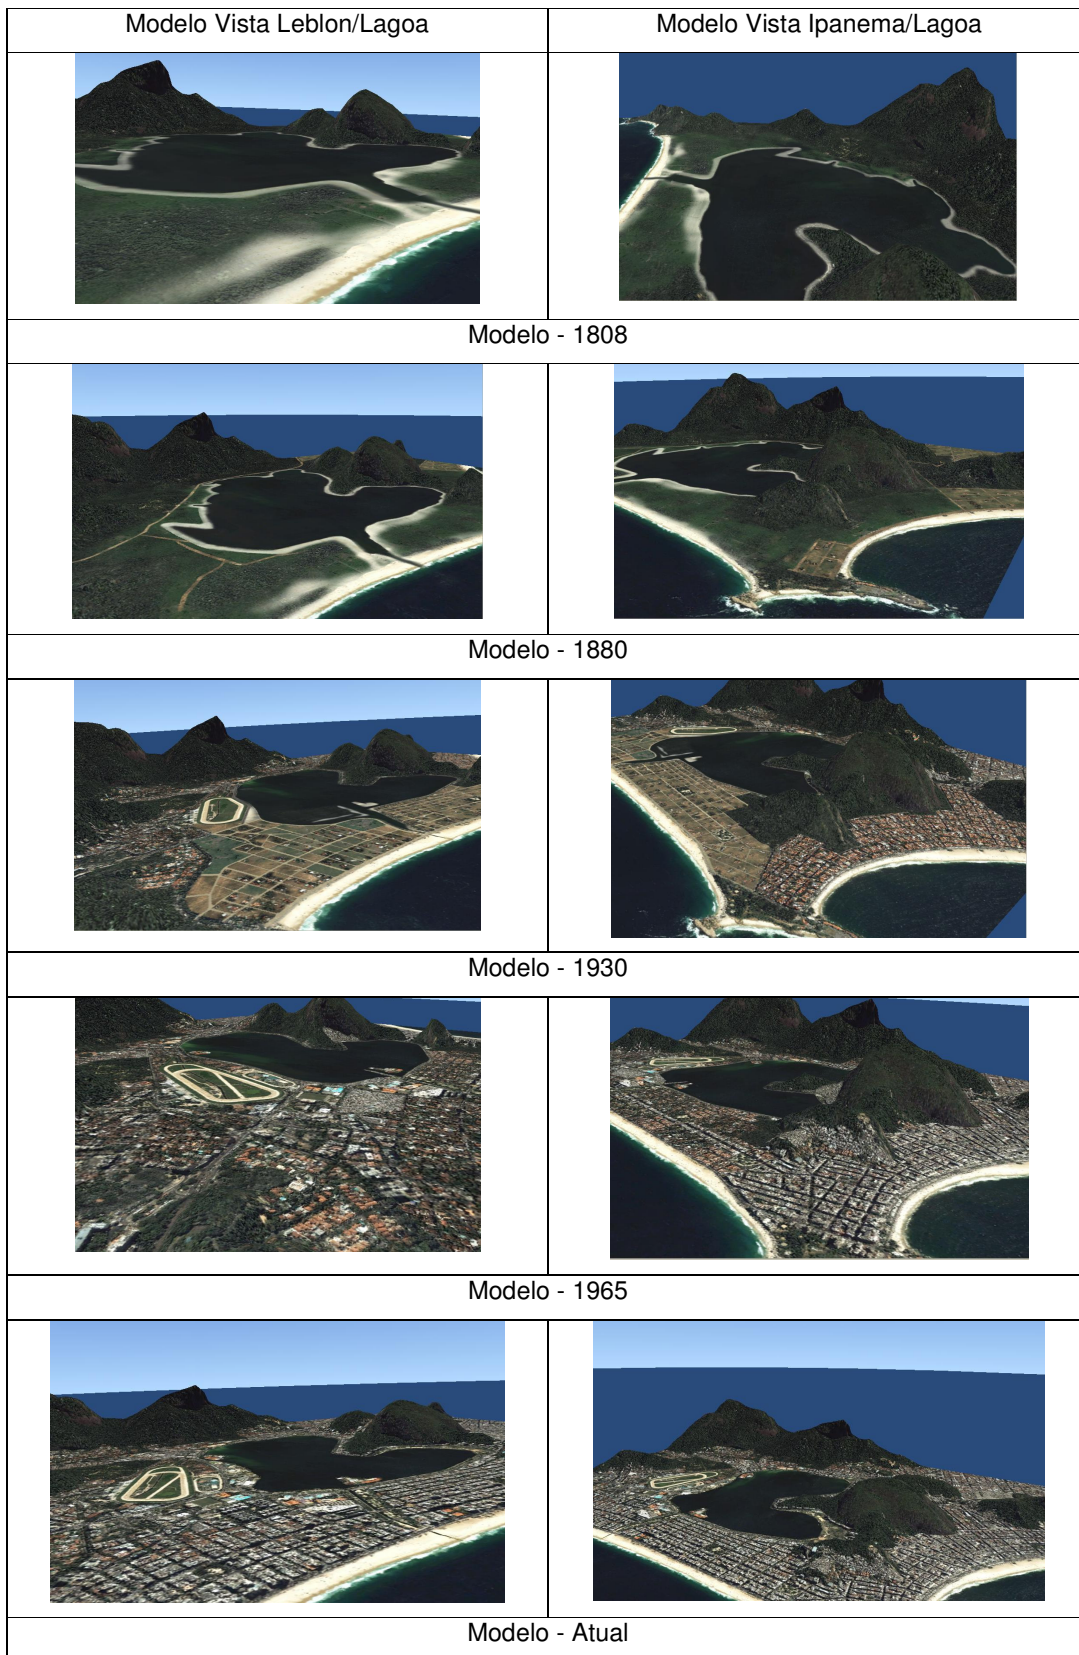 Modelo Vista Leblon/Lagoa
Modelo Vista Ipanema/Lagoa
Modelo - 1808
Modelo - 1880
Modelo - 1930
Modelo - 1965
Modelo - Atual